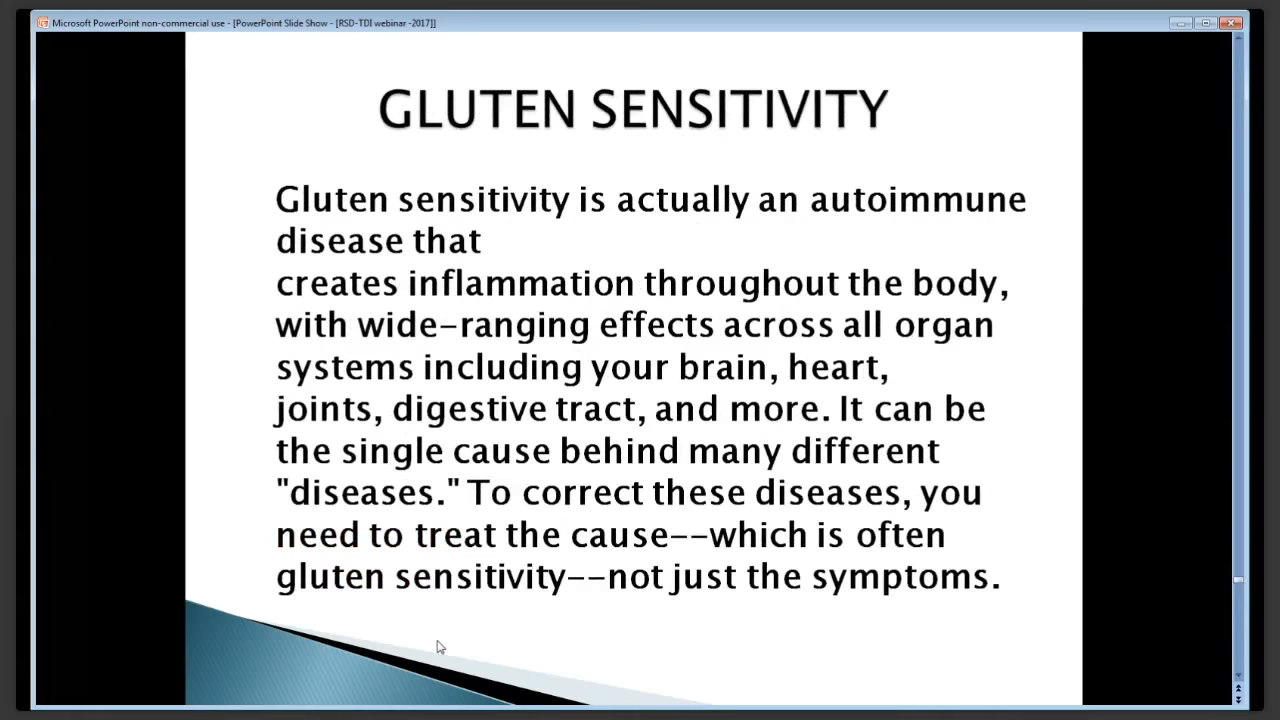 Microsoft PowerPoint non-commercial use - [PowerPoint Slide Show - [RSD-TDI webinar -2017]]
GLUTEN SENSITIVITY
Gluten sensitivity is actually an autoimmune
disease that
creates inflammation throughout the body,
with wide-ranging effects across all organ
systems including your brain, heart,
joints, digestive tract, and more. It can be
the single cause behind many different
"diseases." To correct these diseases, you
need to treat the cause--which is often
gluten sensitivity--not just the symptoms.